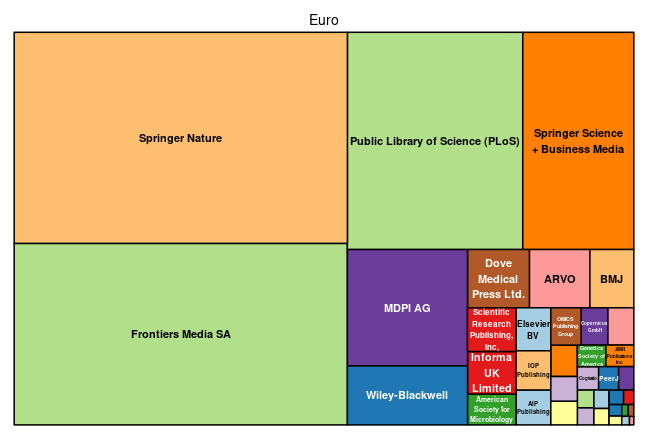 Euro
Springer Nature
Public Library of Science (PLoS)
Springer Science
+ Business Media
Frontiers Media SA
MDPI AG
Wiley-Blackwell
Dove
Medical
Press Ltd.
ARVO
BMJ
Scientific
Research
Publishing,
Inc,
Informa
UK
Limited
American
Society for
Microbiology
Elsevier
BV
IOP
Publishing
AIP
Publishing
OMICS
Publishing
Group
Copernicus
GmbH
Genetics
Society of
America
Publications
Inc.
PeerJ